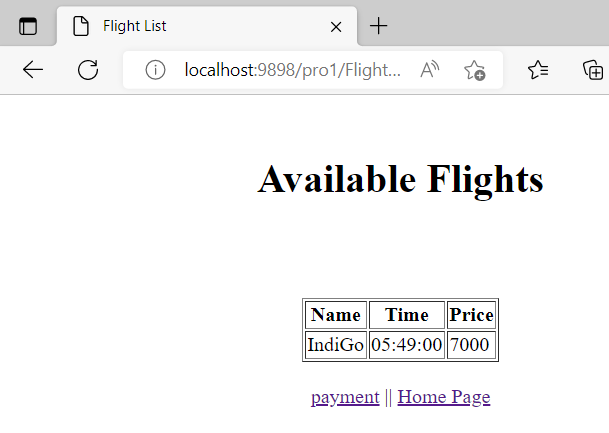 Flight List
localhost:9898/pro1/Flight...
Available Flights
Name Time Price
IndiGo 05:49:00 7000
payment || Home Page